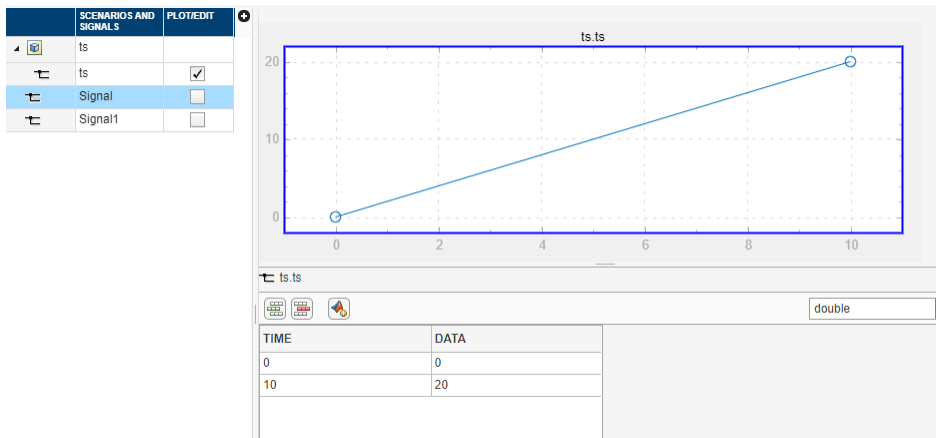 SCENARIOS AND SIGNALS PLOT/EDIT
ts
ts
Signal
Signal1
ts.ts
20
10
0
0 2 4 6 8 10
ts.ts
double
TIME DATA
0 0
10 20